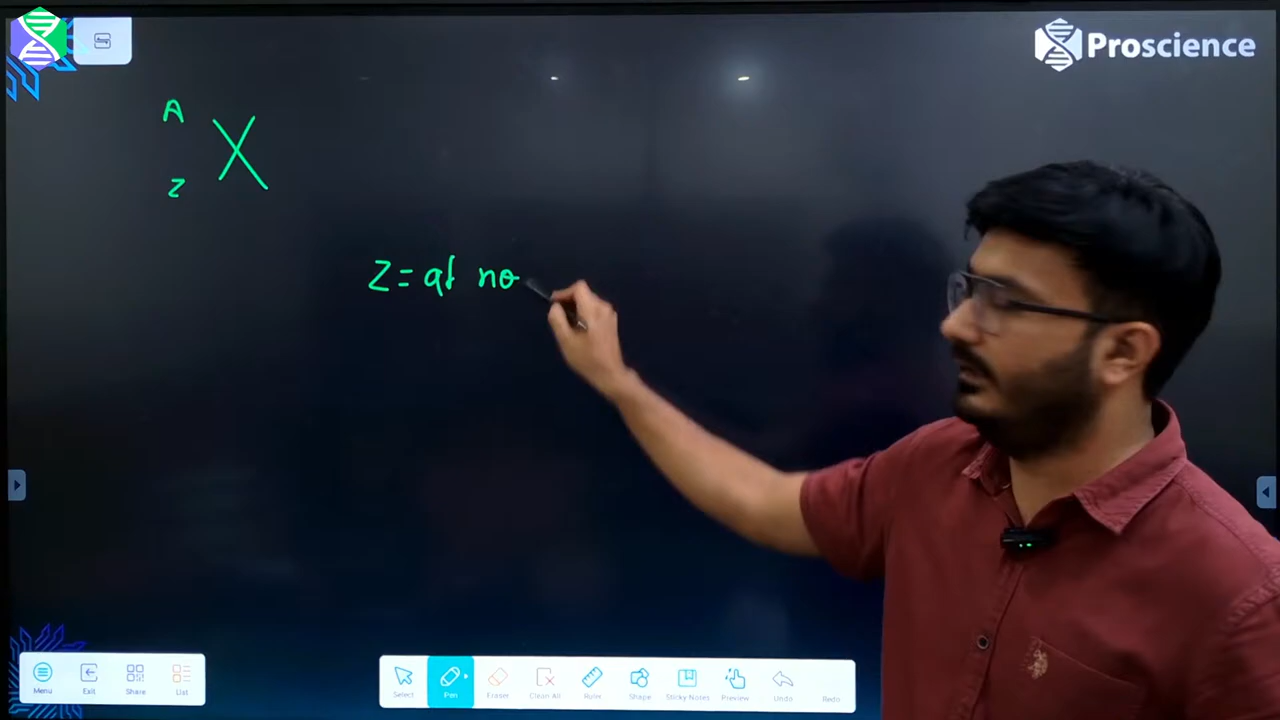 Proscience
A
X
Z
Z = at no
Menu
Exit
Share
List
Select
Pen
Eraser
Clean All
Ruler
Shape
Sticky Notes
Preview
Undo
Redo